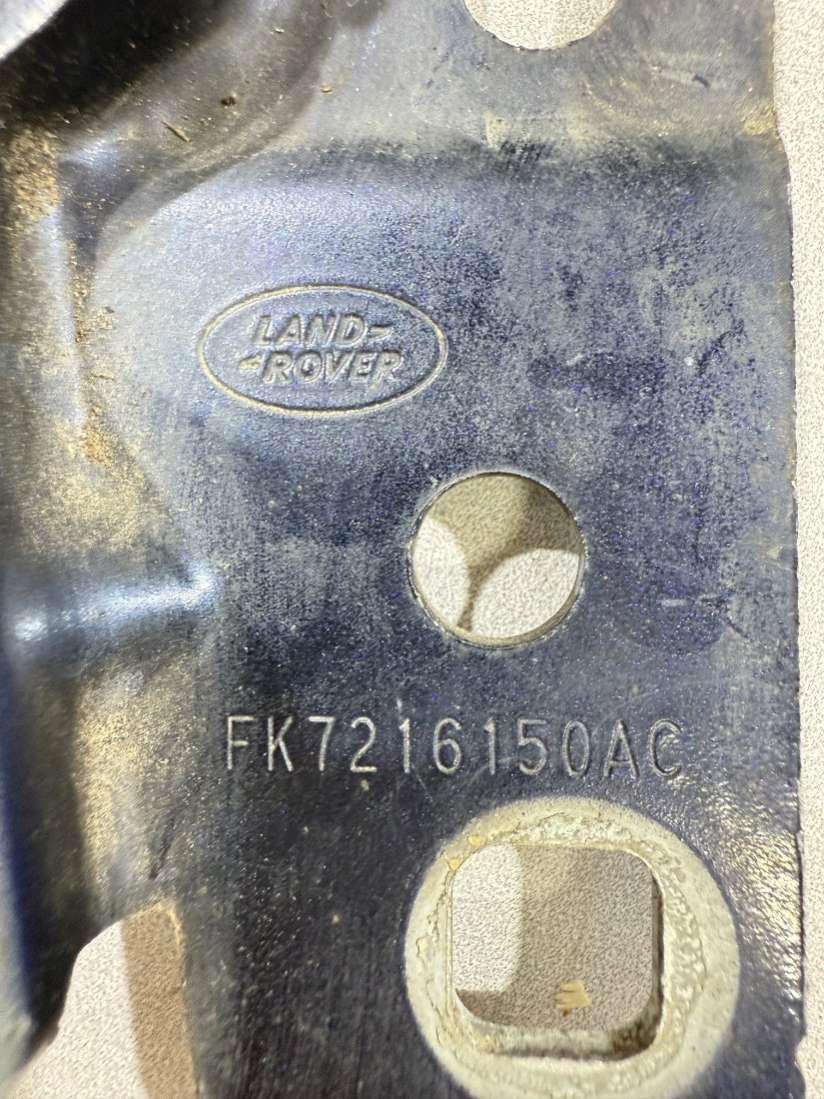 LAND-
-ROVER
FK7216150AC